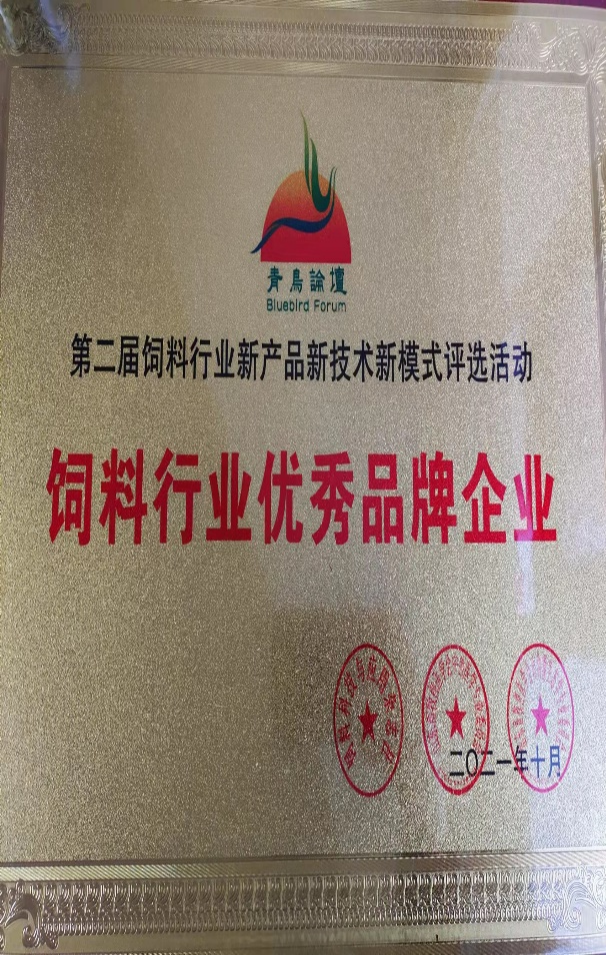 青鳥論壇
Bluebird Forum
第二届饲料行业新产品新技术新模式评选活动
饲料行业优秀品牌企业
二〇二一年十月